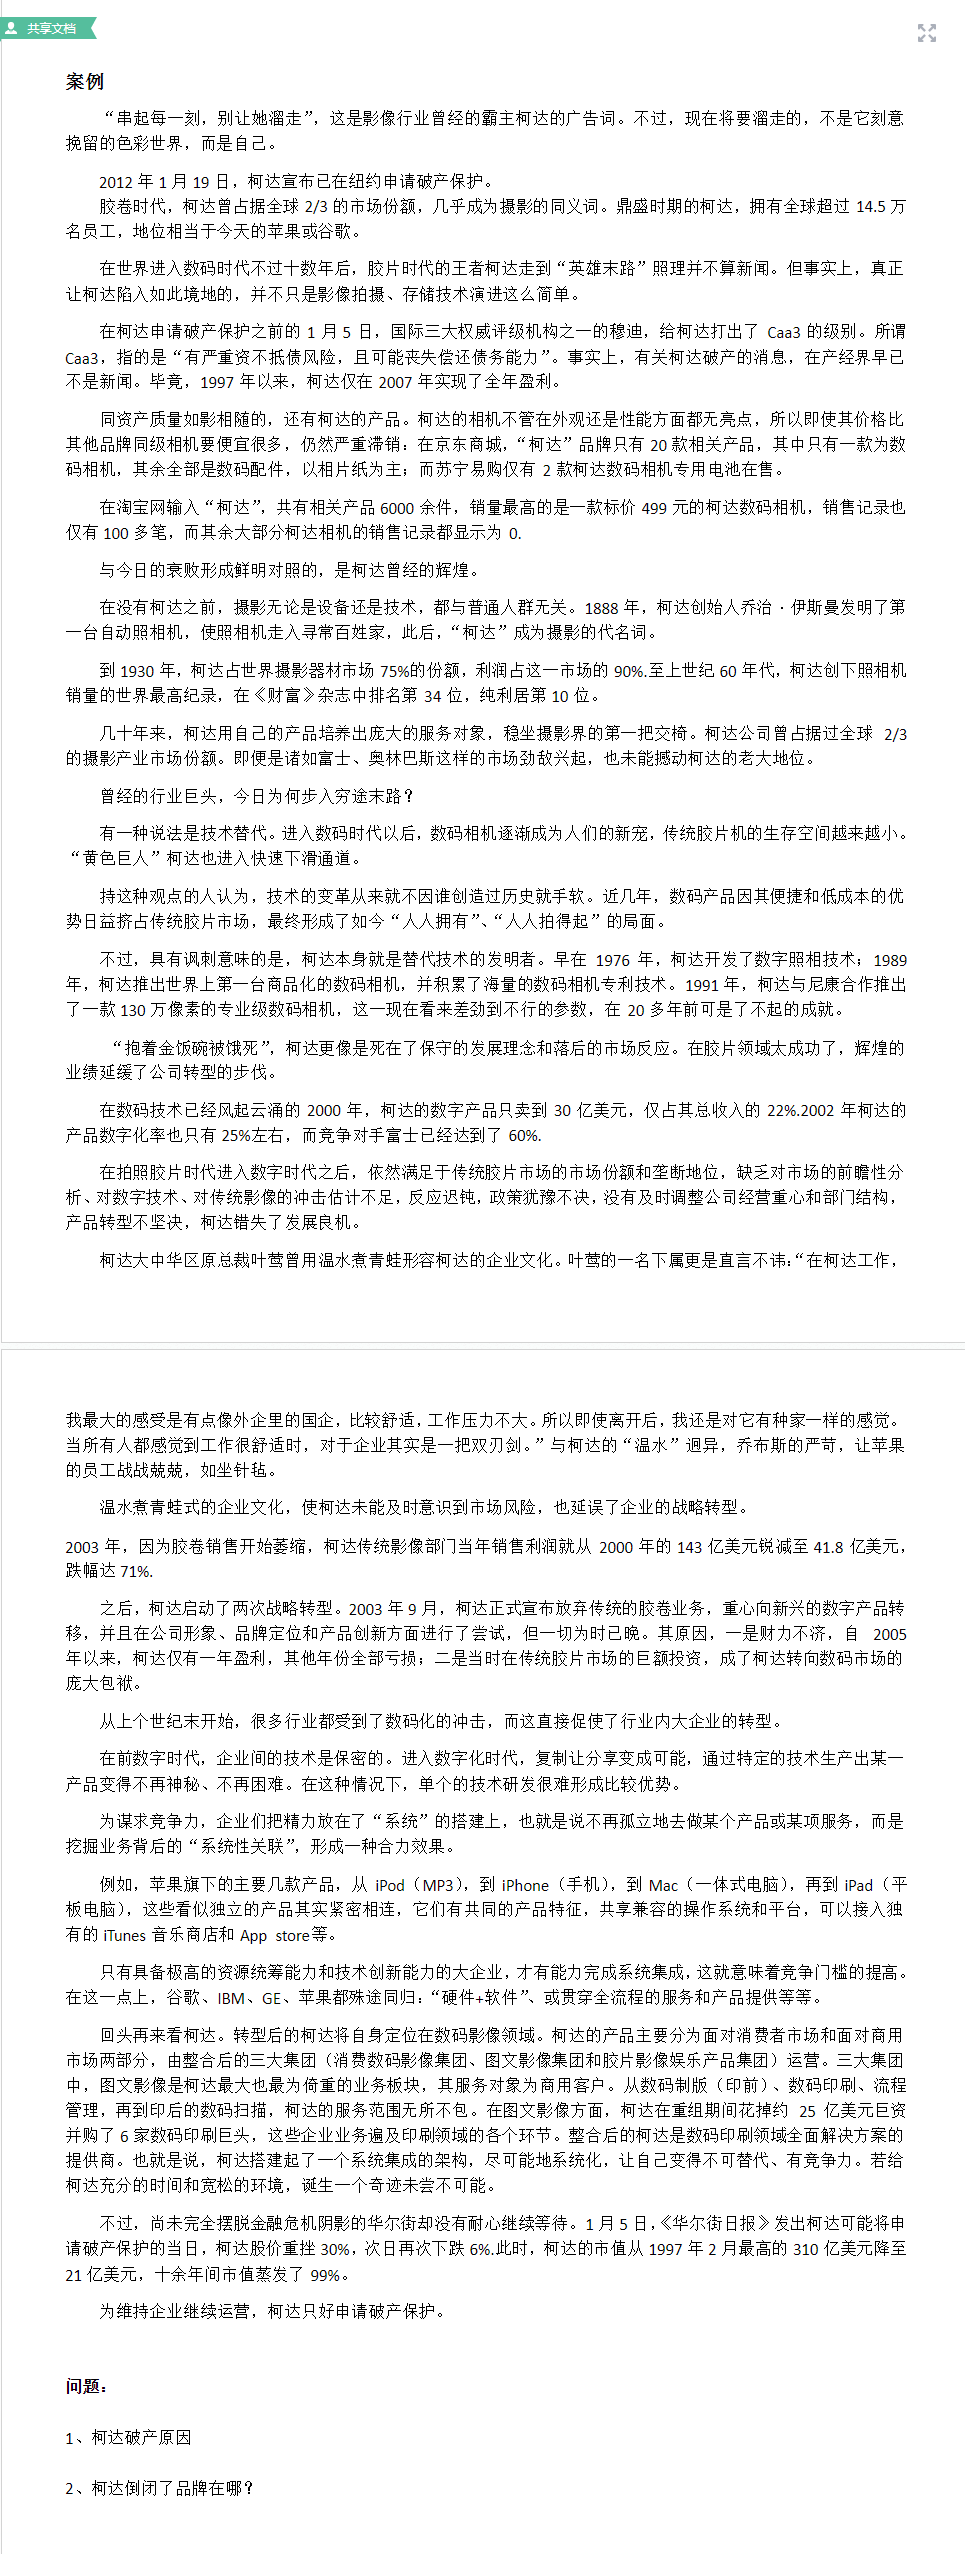 共享文档
案例
“串起每一刻，别让她溜走”，这是影像行业曾经的霸主柯达的广告词。不过，现在将要溜走的，不是它刻意
挽留的色彩世界，而是自己。
2012 年 1 月 19 日，柯达宣布已在纽约申请破产保护。
胶卷时代，柯达曾占据全球 2/3 的市场份额，几乎成为摄影的同义词。鼎盛时期的柯达，拥有全球超过 14.5 万
名员工，地位相当于今天的苹果或谷歌。
在世界进入数码时代不过十数年后，胶片时代的王者柯达走到“英雄末路”照理并不算新闻。但事实上，真正
让柯达陷入如此境地的，并不只是影像拍摄、存储技术演进这么简单。
在柯达申请破产保护之前的 1 月 5 日，国际三大权威评级机构之一的穆迪，给柯达打出了 Caa3 的级别。所谓
Caa3，指的是“有严重资不抵债风险，且可能丧失偿还债务能力”。事实上，有关柯达破产的消息，在产经界早已
不是新闻。毕竟，1997 年以来，柯达仅在 2007 年实现了全年盈利。
同资产质量如影相随的，还有柯达的产品。柯达的相机不管在外观还是性能方面都无亮点，所以即使其价格比
其他品牌同级相机要便宜很多，仍然严重滞销：在京东商城，“柯达”品牌只有 20 款相关产品，其中只有一款为数
码相机，其余全部是数码配件，以相片纸为主；而苏宁易购仅有 2 款柯达数码相机专用电池在售。
在淘宝网输入“柯达”，共有相关产品 6000 余件，销量最高的是一款标价 499 元的柯达数码相机，销售记录也
仅有 100 多笔，而其余大部分柯达相机的销售记录都显示为 0.
与今日的衰败形成鲜明对照的，是柯达曾经的辉煌。
在没有柯达之前，摄影无论是设备还是技术，都与普通人群无关。1888 年，柯达创始人乔治·伊斯曼发明了第
一台自动照相机，使照相机走入寻常百姓家，此后，“柯达”成为摄影的代名词。
到 1930 年，柯达占世界摄影器材市场 75%的份额，利润占这一市场的 90%.至上世纪 60 年代，柯达创下照相机
销量的世界最高纪录，在《财富》杂志中排名第 34 位，纯利居第 10 位。
几十年来，柯达用自己的产品培养出庞大的服务对象，稳坐摄影界的第一把交椅。柯达公司曾占据过全球 2/3
的摄影产业市场份额。即便是诸如富士、奥林巴斯这样的市场劲敌兴起，也未能撼动柯达的老大地位。
曾经的行业巨头，今日为何步入穷途末路？
有一种说法是技术替代。进入数码时代以后，数码相机逐渐成为人们的新宠，传统胶片机的生存空间越来越小。
“黄色巨人”柯达也进入快速下滑通道。
持这种观点的人认为，技术的变革从来就不因谁创造过历史就手软。近几年，数码产品因其便捷和低成本的优
势日益挤占传统胶片市场，最终形成了如今“人人拥有”、“人人拍得起”的局面。
不过，具有讽刺意味的是，柯达本身就是替代技术的发明者。早在 1976 年，柯达开发了数字照相技术；1989
年，柯达推出世界上第一台商品化的数码相机，并积累了海量的数码相机专利技术。1991 年，柯达与尼康合作推出
了一款 130 万像素的专业级数码相机，这一现在看来差劲到不行的参数，在 20 多年前可是了不起的成就。
“抱着金饭碗被饿死”，柯达更像是死在了保守的发展理念和落后的市场反应。在胶片领域太成功了，辉煌的
业绩延缓了公司转型的步伐。
在数码技术已经风起云涌的 2000 年，柯达的数字产品只卖到 30 亿美元，仅占其总收入的 22%.2002 年柯达的
产品数字化率也只有 25%左右，而竞争对手富士已经达到了 60%.
在拍照胶片时代进入数字时代之后，依然满足于传统胶片市场的市场份额和垄断地位，缺乏对市场的前瞻性分
析、对数字技术、对传统影像的冲击估计不足，反应迟钝，政策犹豫不决，没有及时调整公司经营重心和部门结构，
产品转型不坚决，柯达错失了发展良机。
柯达大中华区原总裁叶莺曾用温水煮青蛙形容柯达的企业文化。叶莺的一名下属更是直言不讳：“在柯达工作，
我最大的感受是有点像外企里的国企，比较舒适，工作压力不大。所以即使离开后，我还是对它有种家一样的感觉。
当所有人都感觉到工作很舒适时，对于企业其实是一把双刃剑。”与柯达的“温水”迥异，乔布斯的严苛，让苹果
的员工战战兢兢，如坐针毡。
温水煮青蛙式的企业文化，使柯达未能及时意识到市场风险，也延误了企业的战略转型。
2003 年，因为胶卷销售开始萎缩，柯达传统影像部门当年销售利润就从 2000 年的 143 亿美元锐减至 41.8 亿美元，
跌幅达 71%.
之后，柯达启动了两次战略转型。2003 年 9 月，柯达正式宣布放弃传统的胶卷业务，重心向新兴的数字产品转
移，并且在公司形象、品牌定位和产品创新方面进行了尝试，但一切为时已晚。其原因，一是财力不济，自 2005
年以来，柯达仅有一年盈利，其他年份全部亏损；二是当时在传统胶片市场的巨额投资，成了柯达转向数码市场的
庞大包袱。
从上个世纪末开始，很多行业都受到了数码化的冲击，而这直接促使了行业内大企业的转型。
在前数字时代，企业间的技术是保密的。进入数字化时代，复制让分享变成可能，通过特定的技术生产出某一
产品变得不再神秘、不再困难。在这种情况下，单个的技术研发很难形成比较优势。
为谋求竞争力，企业们把精力放在了“系统”的搭建上，也就是说不再孤立地去做某个产品或某项服务，而是
挖掘业务背后的“系统性关联”，形成一种合力效果。
例如，苹果旗下的主要几款产品，从 iPod（MP3），到 iPhone（手机），到 Mac（一体式电脑），再到 iPad（平
板电脑），这些看似独立的产品其实紧密相连，它们有共同的产品特征，共享兼容的操作系统和平台，可以接入独
有的 iTunes 音乐商店和 App store 等。
只有具备极高的资源统筹能力和技术创新能力的大企业，才有能力完成系统集成，这就意味着竞争门槛的提高。
在这一点上，谷歌、IBM、GE、苹果都殊途同归：“硬件+软件”、或贯穿全流程的服务和产品提供等等。
回头再来看柯达。转型后的柯达将自身定位在数码影像领域。柯达的产品主要分为面对消费者市场和面对商用
市场两部分，由整合后的三大集团（消费数码影像集团、图文影像集团和胶片影像娱乐产品集团）运营。三大集团
中，图文影像是柯达最大也最为倚重的业务板块，其服务对象为商用客户。从数码制版（印前）、数码印刷、流程
管理，再到印后的数码扫描，柯达的服务范围无所不包。在图文影像方面，柯达在重组期间花掉约 25 亿美元巨资
并购了 6 家数码印刷巨头，这些企业业务遍及印刷领域的各个环节。整合后的柯达是数码印刷领域全面解决方案的
提供商。也就是说，柯达搭建起了一个系统集成的架构，尽可能地系统化，让自己变得不可替代、有竞争力。若给
柯达充分的时间和宽松的环境，诞生一个奇迹未尝不可能。
不过，尚未完全摆脱金融危机阴影的华尔街却没有耐心继续等待。1 月 5 日，《华尔街日报》发出柯达可能将申
请破产保护的当日，柯达股价重挫 30%，次日再次下跌 6%.此时，柯达的市值从 1997 年 2 月最高的 310 亿美元降至
21 亿美元，十余年间市值蒸发了 99%。
为维持企业继续运营，柯达只好申请破产保护。
问题：
1、柯达破产原因
2、柯达倒闭了品牌在哪？